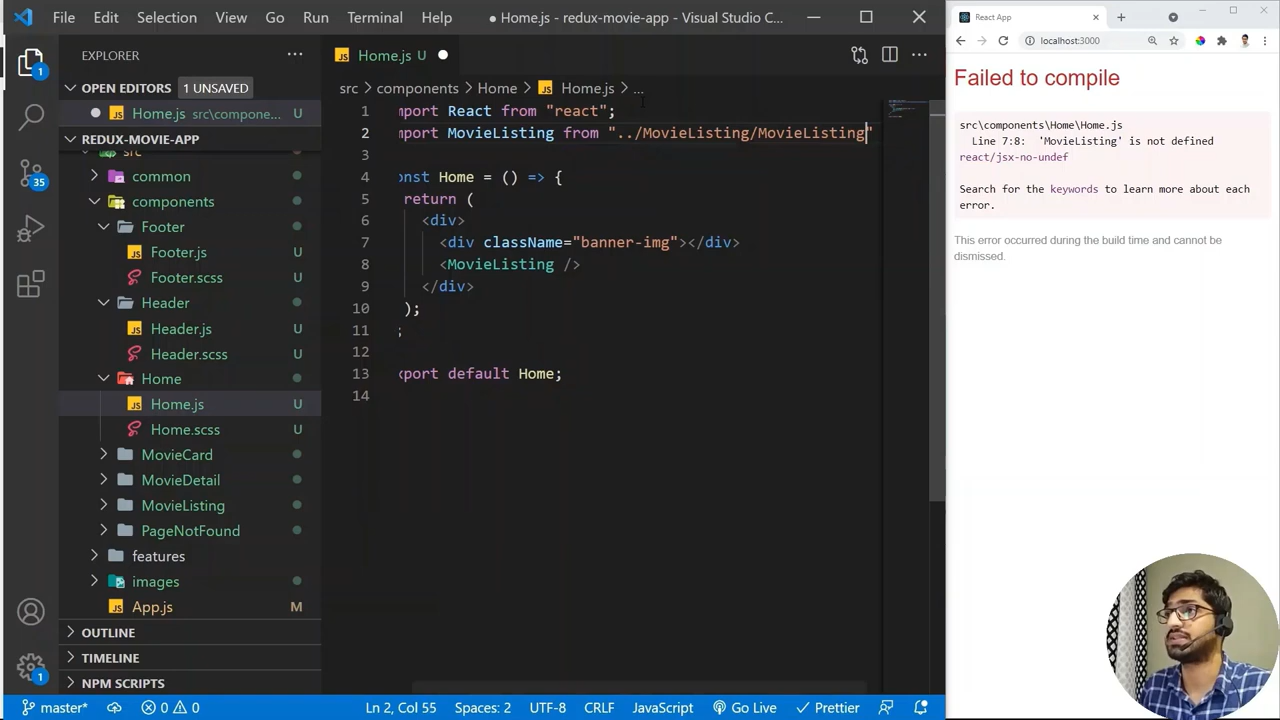 File Edit Selection View Go Run Terminal Help ● Home.js - redux-movie-app - Visual Studio C...
EXPLORER
OPEN EDITORS 1 UNSAVED
Home.js src\compone...
REDUX-MOVIE-APP
src
common
components
Footer
Footer.js U
Footer.scss U
Header
Header.js U
Header.scss U
Home
Home.js U
Home.scss U
MovieCard
MovieDetail
MovieListing
PageNotFound
features
images
App.js M
OUTLINE
TIMELINE
NPM SCRIPTS
1
35
1
JS Home.js U ●
src > components > Home > JS Home.js > ...
1 mport React from "react";
2 mport MovieListing from "../MovieListing/MovieListing"
3
4 onst Home = () => {
5 return (
6 <div>
7 <div className="banner-img"></div>
8 <MovieListing />
9 </div>
10 );
11 ;
12
13 xport default Home;
14
master* 0 0 Ln 2, Col 55 Spaces: 2 UTF-8 CRLF JavaScript Go Live Prettier
React App
localhost:3000
Failed to compile
src\components\Home\Home.js
Line 7:8: 'MovieListing' is not defined
react/jsx-no-undef
Search for the keywords to learn more about each
error.
This error occurred during the build time and cannot be
dismissed.